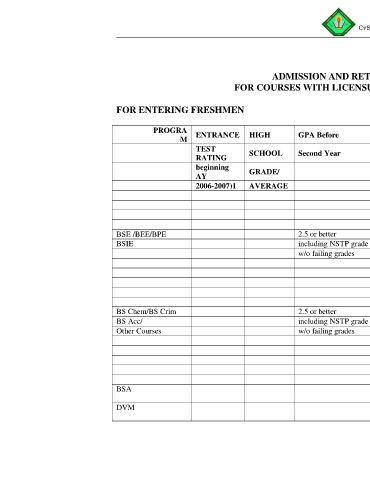 CvS
ADMISSION AND RET
FOR COURSES WITH LICENSU
FOR ENTERING FRESHMEN
PROGRA
M
ENTRANCE HIGH GPA Before
TEST
RATING
SCHOOL Second Year
beginning
AY
GRADE/
2006-2007)1 AVERAGE
BSE /BEE/BPE 2.5 or better
BSIE including NSTP grade
w/o failing grades
BS Chem/BS Crim 2.5 or better
BS Acc/ including NSTP grade
Other Courses w/o failing grades
BSA
DVM